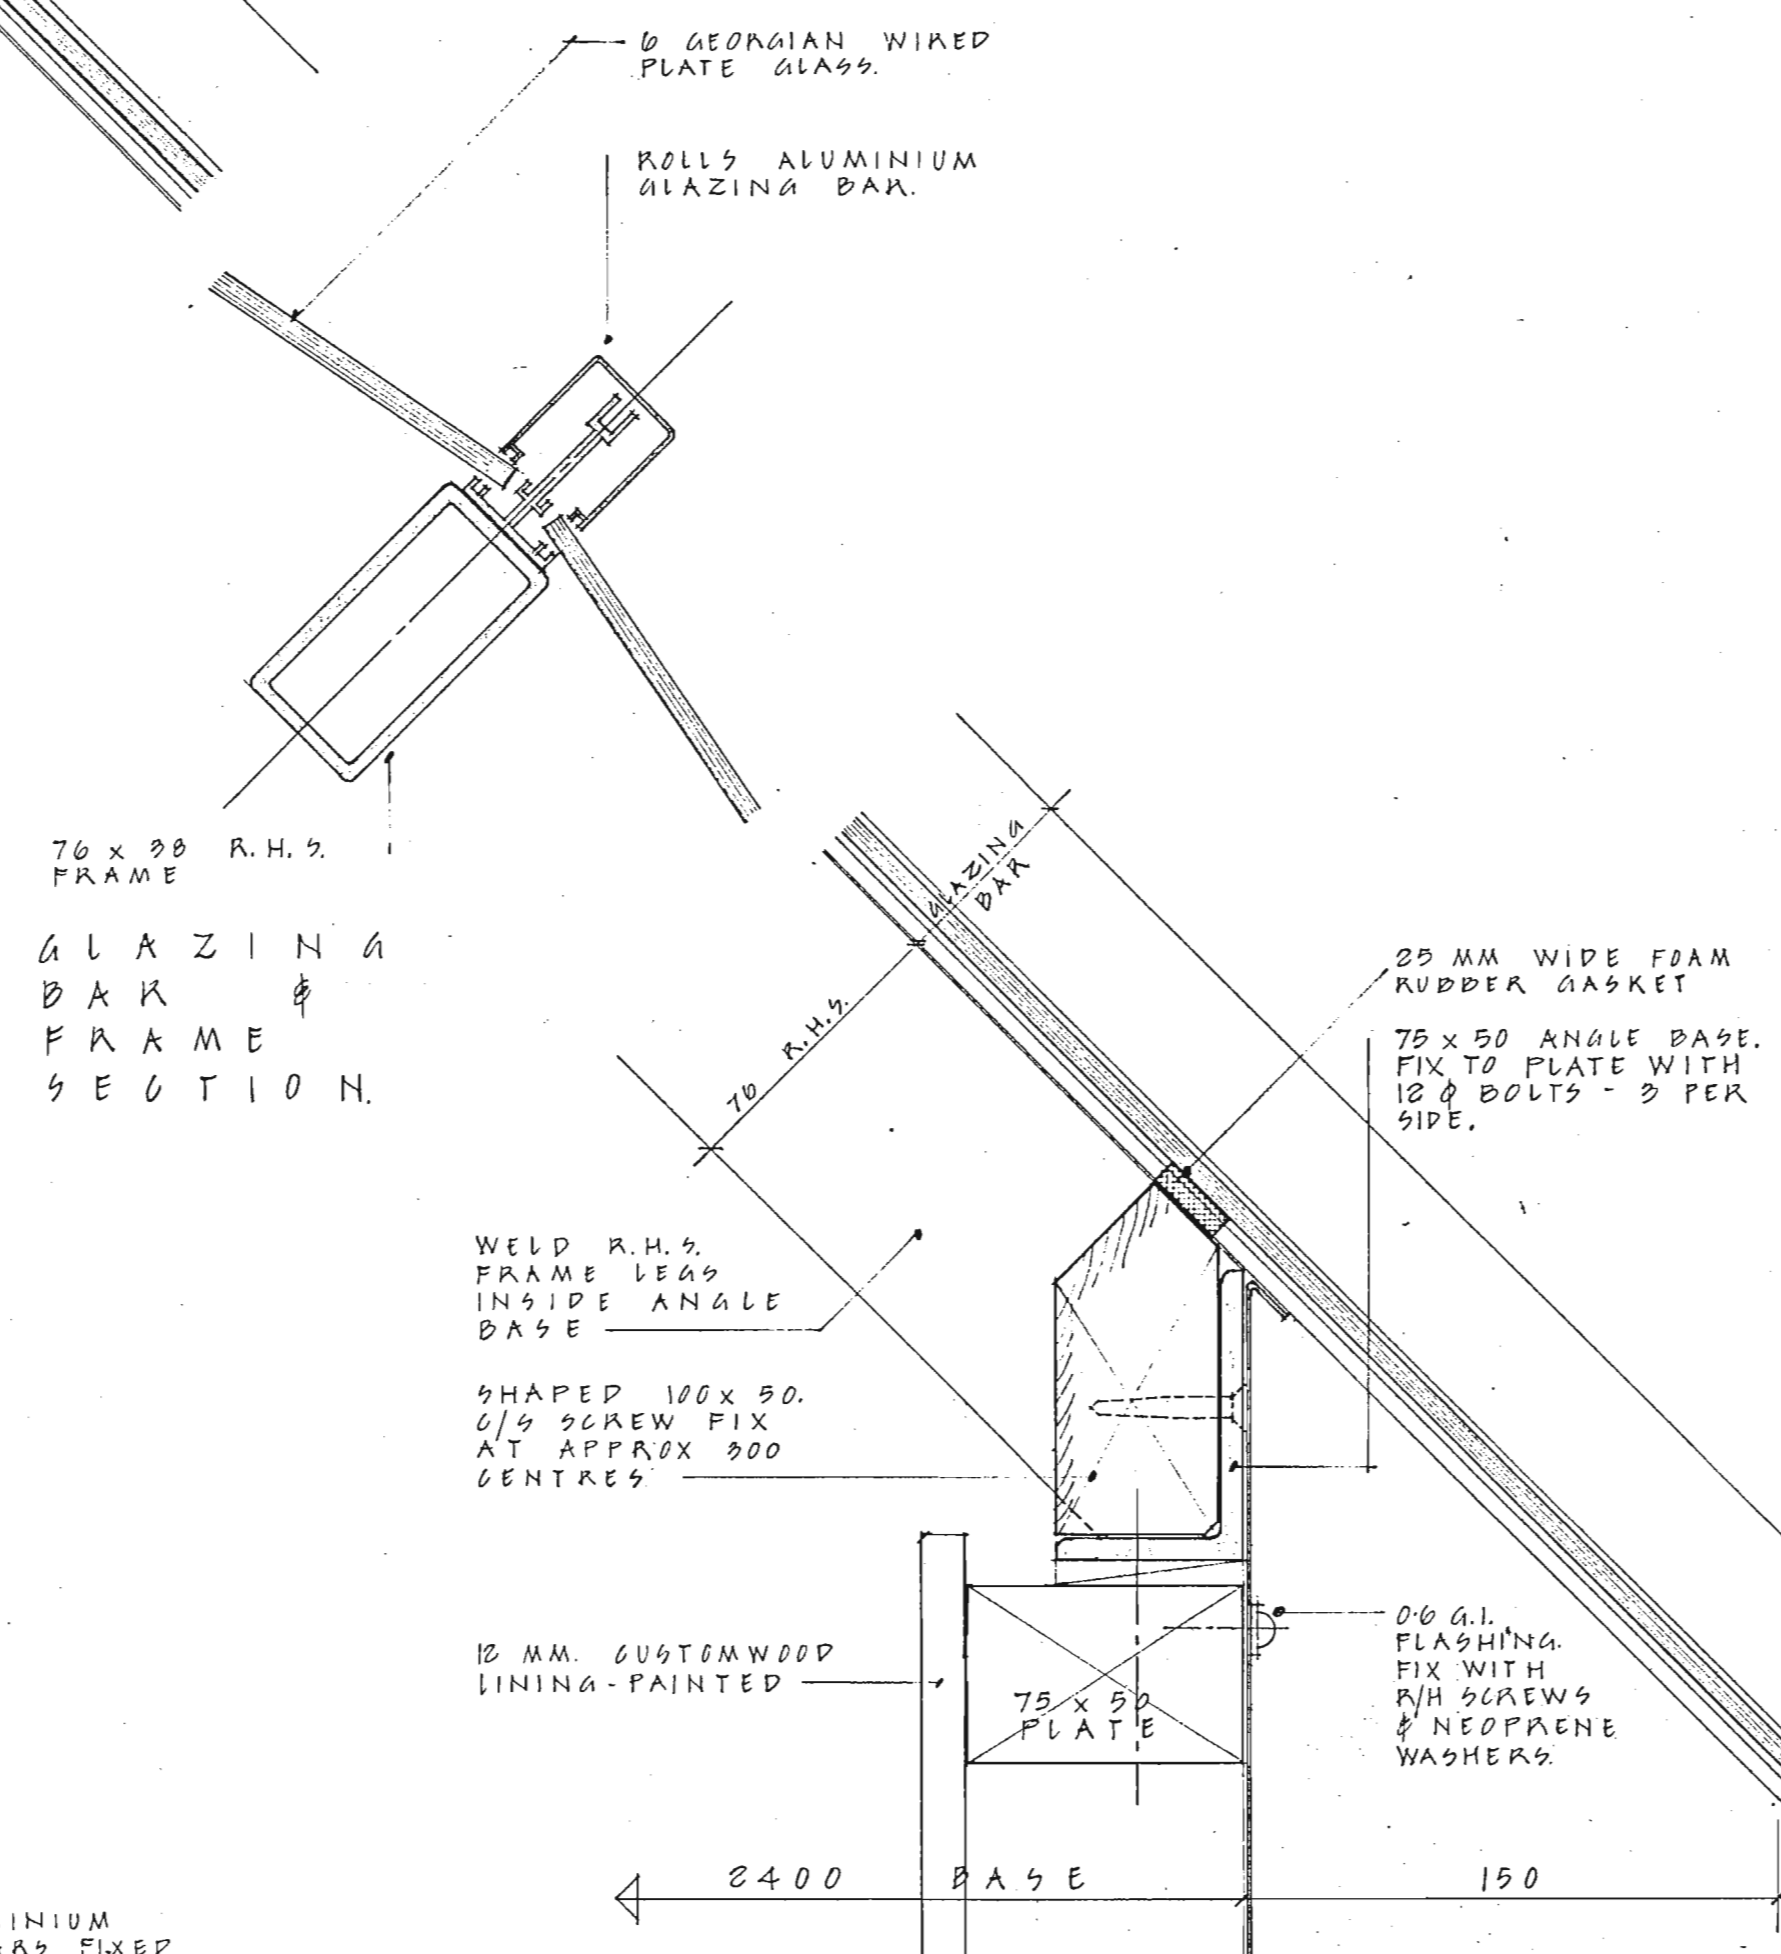 6 GEORGIAN WIRED
PLATE GLASS.
ROLLS ALUMINIUM
GLAZING BAR.
76 x 38 R.H.S.
FRAME
GLAZING
BAR &
FRAME
SECTION.
GLAZING
BAR
76 R.H.S.
25 MM WIDE FOAM
RUBBER GASKET
75 x 50 ANGLE BASE.
FIX TO PLATE WITH
12 φ BOLTS - 3 PER
SIDE.
WELD R.H.S.
FRAME LEGS
INSIDE ANGLE
BASE
SHAPED 100 x 50.
C/S SCREW FIX
AT APPROX 300
CENTRES
12 MM. CUSTOMWOOD
LINING-PAINTED
75 x 50
PLATE
0.6 G.I.
FLASHING.
FIX WITH
R/H SCREWS
& NEOPRENE
WASHERS.
2400 BASE
150
INIUM
ERS FIXED